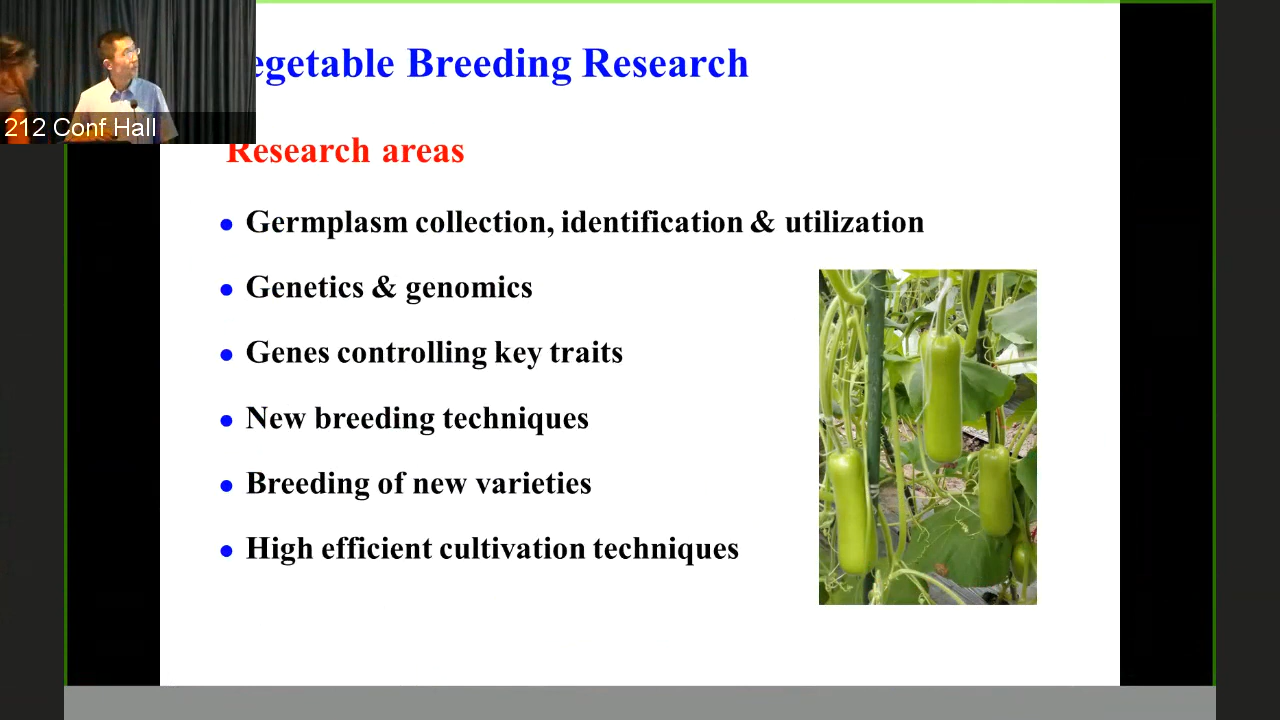 egetable Breeding Research
212 Conf Hall
Research areas
Germplasm collection, identification & utilization
Genetics & genomics
Genes controlling key traits
New breeding techniques
Breeding of new varieties
High efficient cultivation techniques